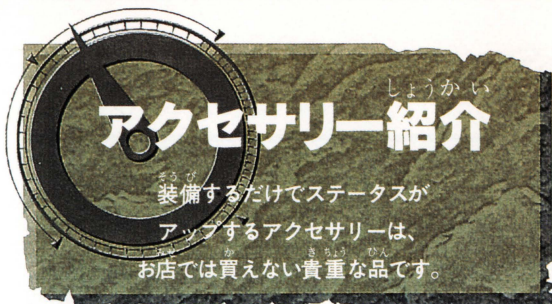 アクセサリー紹介
装備するだけでステータスが
アップするアクセサリーは、
お店では買えない貴重な品です。